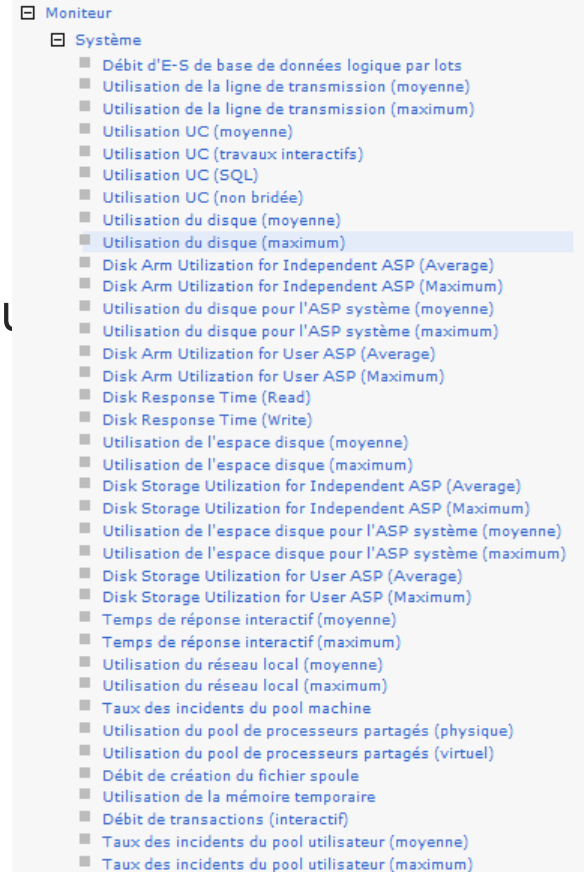 Moniteur
Système
Débit d'E-S de base de données logique par lots
Utilisation de la ligne de transmission (moyenne)
Utilisation de la ligne de transmission (maximum)
Utilisation UC (moyenne)
Utilisation UC (travaux interactifs)
Utilisation UC (SQL)
Utilisation UC (non bridée)
Utilisation du disque (moyenne)
Utilisation du disque (maximum)
Disk Arm Utilization for Independent ASP (Average)
Disk Arm Utilization for Independent ASP (Maximum)
Utilisation du disque pour l'ASP système (moyenne)
Utilisation du disque pour l'ASP système (maximum)
Disk Arm Utilization for User ASP (Average)
Disk Arm Utilization for User ASP (Maximum)
Disk Response Time (Read)
Disk Response Time (Write)
Utilisation de l'espace disque (moyenne)
Utilisation de l'espace disque (maximum)
Disk Storage Utilization for Independent ASP (Average)
Disk Storage Utilization for Independent ASP (Maximum)
Utilisation de l'espace disque pour l'ASP système (moyenne)
Utilisation de l'espace disque pour l'ASP système (maximum)
Disk Storage Utilization for User ASP (Average)
Disk Storage Utilization for User ASP (Maximum)
Temps de réponse interactif (moyenne)
Temps de réponse interactif (maximum)
Utilisation du réseau local (moyenne)
Utilisation du réseau local (maximum)
Taux des incidents du pool machine
Utilisation du pool de processeurs partagés (physique)
Utilisation du pool de processeurs partagés (virtuel)
Débit de création du fichier spoule
Utilisation de la mémoire temporaire
Débit de transactions (interactif)
Taux des incidents du pool utilisateur (moyenne)
Taux des incidents du pool utilisateur (maximum)